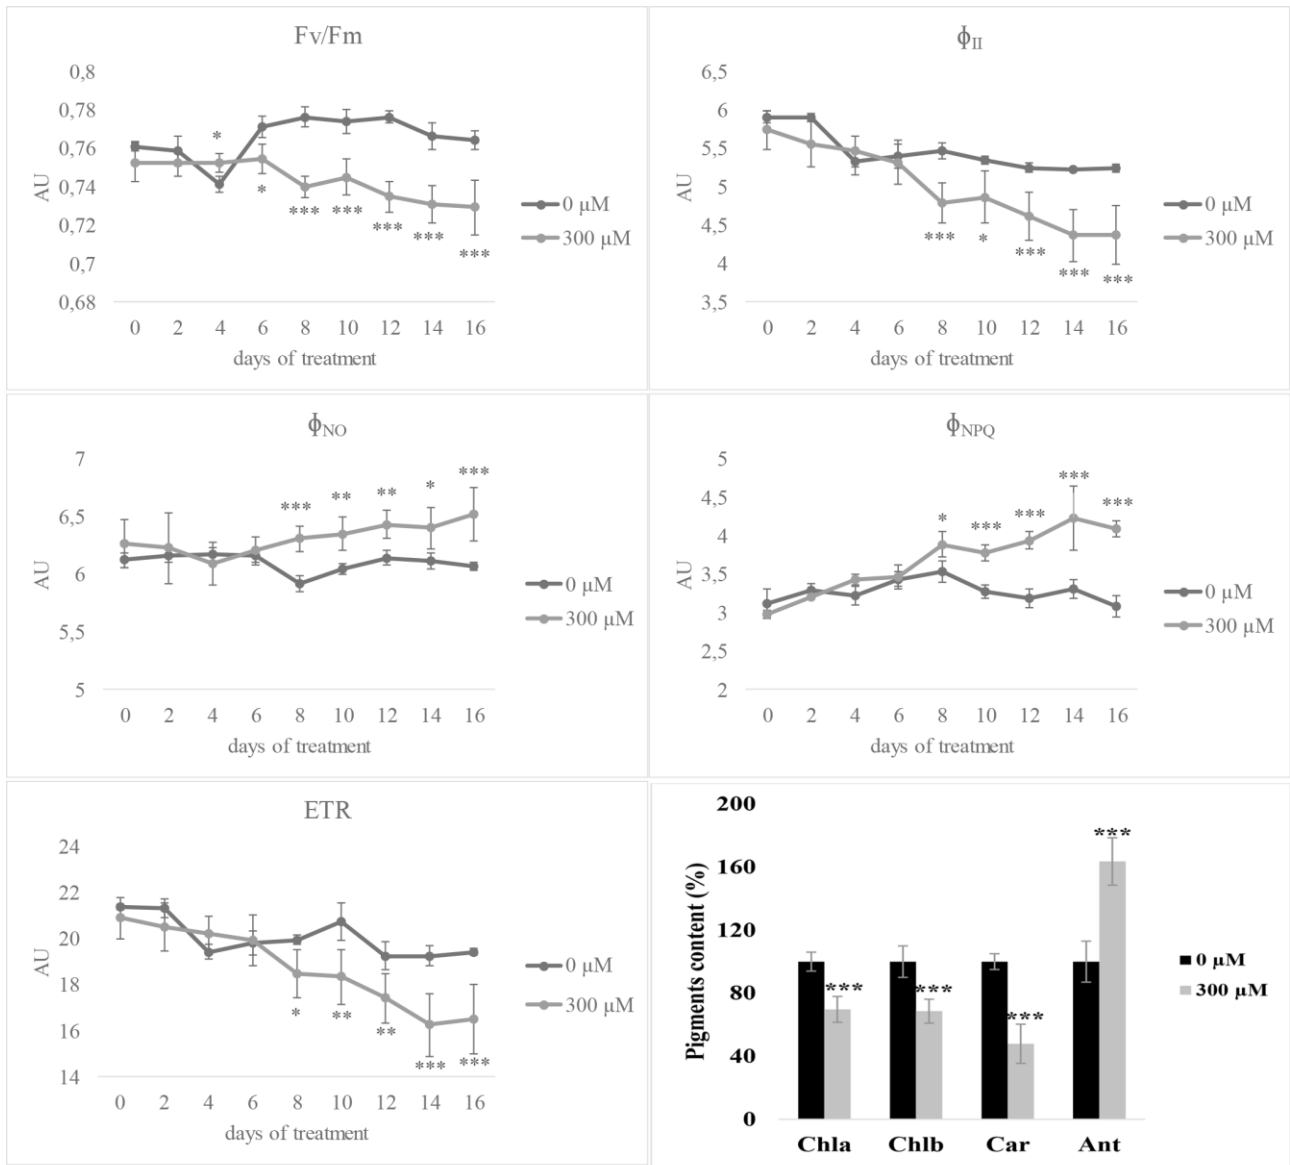 Fv/Fm
0,8
0,78
0,76
0,74
0,72
0,7
0,68
AU
*
*
***
***
***
***
***
0 2 4 6 8 10 12 14 16
days of treatment
0 µM
300 µM
ϕII
6,5
6
5,5
5
4,5
4
3,5
AU
***
*
***
***
***
0 2 4 6 8 10 12 14 16
days of treatment
0 µM
300 µM
ϕNO
7
6,5
6
5,5
5
AU
***
**
**
*
***
0 2 4 6 8 10 12 14 16
days of treatment
0 µM
300 µM
ϕNPQ
5
4,5
4
3,5
3
2,5
2
AU
*
***
***
***
***
0 2 4 6 8 10 12 14 16
days of treatment
0 µM
300 µM
ETR
24
22
20
18
16
14
AU
*
**
**
***
***
0 2 4 6 8 10 12 14 16
days of treatment
0 µM
300 µM
200
160
120
80
40
0
Pigments content (%)
***
***
***
***
Chla Chlb Car Ant
0 µM
300 µM